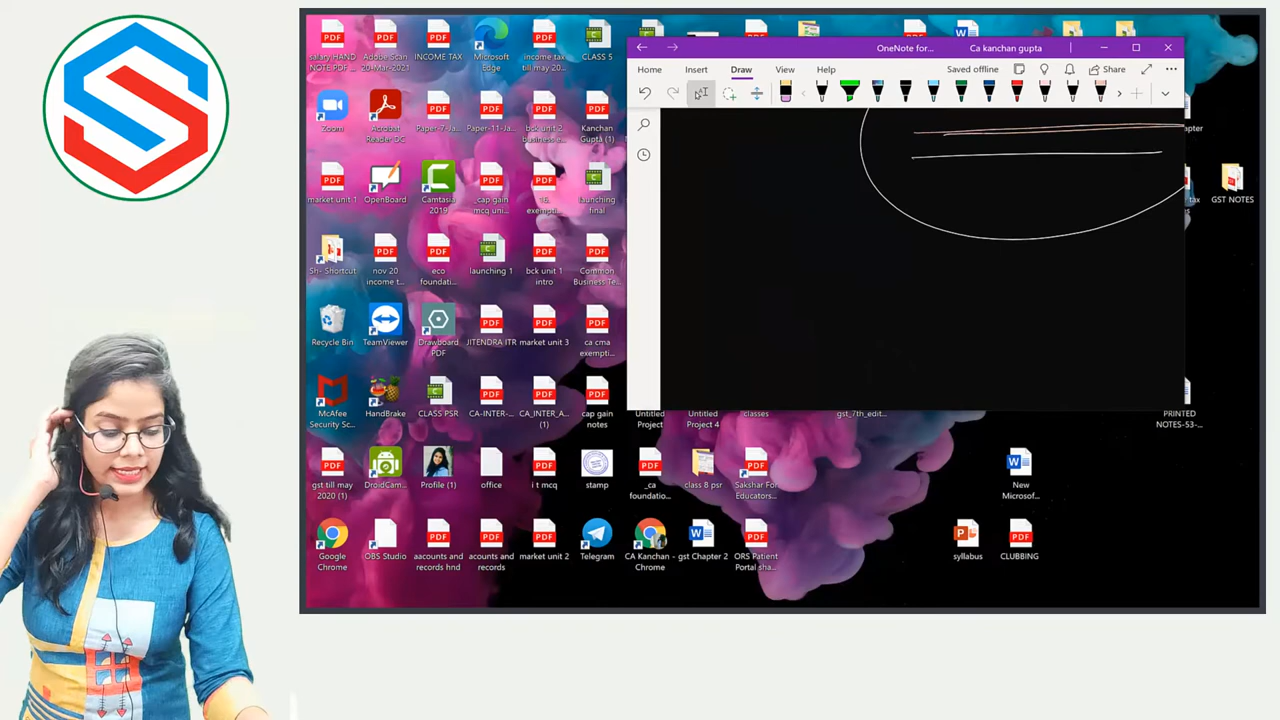 OneNote for...
Ca kanchan gupta
Home
Insert
Draw
View
Help
Saved offline
Share
salary HAND
NOTE PDF ...
Adobe Scan
20-Mar-2021
INCOME TAX
Microsoft
Edge
income tax
till may 20...
CLASS 5
Zoom
Acrobat
Reader DC
Paper-7-Ja...
Paper-11-Ja...
bck unit 2
business e...
Kanchan
Gupta (1)
market unit 1
OpenBoard
Camtasia
2019
_cap gain
mcq uni...
16.
exempti...
launching
final
GST NOTES
Sh- Shortcut
nov 20
income t...
eco
foundati...
launching 1
bck unit 1
intro
Common
Business Te...
Recycle Bin
TeamViewer
Drawboard
PDF
JITENDRA ITR
market unit 3
ca cma
exempti...
McAfee
Security Sc...
HandBrake
CLASS PSR
CA-INTER-...
CA_INTER_A...
(1)
cap gain
notes
Untitled
Project
Untitled
Project 4
classes
gst_7th_edit...
PRINTED
NOTES-53-...
gst till may
2020 (1)
DroidCam...
Profile (1)
office
i t mcq
stamp
_ca
foundatio...
class 8 psr
Sakshar For
Educators...
New
Microsof...
Google
Chrome
OBS Studio
aacounts and
records hnd
acounts and
records
market unit 2
Telegram
CA Kanchan -
Chrome
gst Chapter 2
ORS Patient
Portal sha...
syllabus
CLUBBING